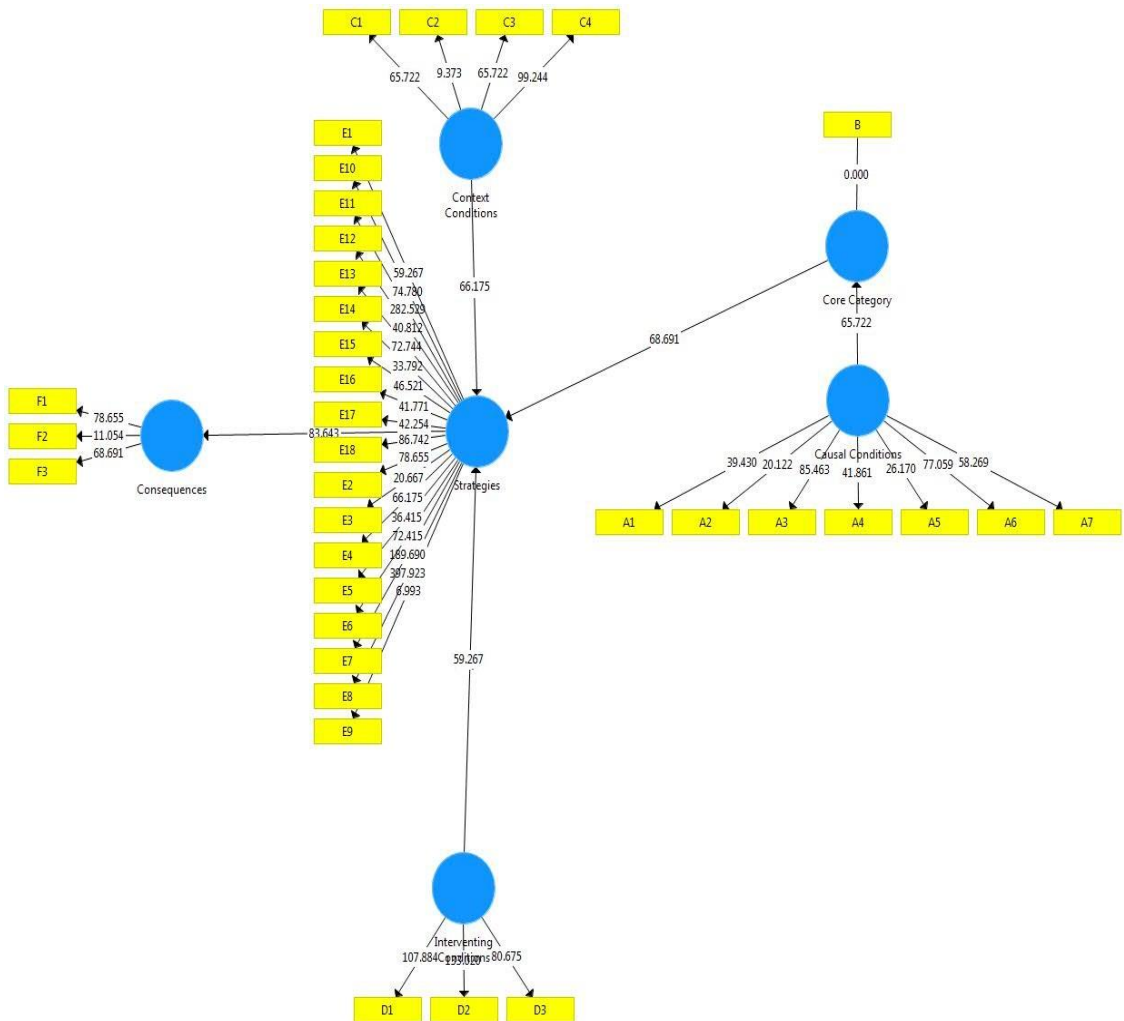 C1
C2
C3
C4
65.722
9.373
65.722
99.244
Context
Conditions
66.175
B
0.000
Core Category
65.722
68.691
Causal Conditions
39.430
20.122
85.463
41.861
26.170
77.059
58.269
A1
A2
A3
A4
A5
A6
A7
E1
E10
E11
E12
E13
E14
E15
E16
E17
E18
E2
E3
E4
E5
E6
E7
E8
E9
59.267
74.780
282.529
40.812
72.744
33.792
46.521
41.771
42.254
86.742
78.655
20.667
66.175
36.415
72.415
189.690
397.923
6.993
Strategies
83.643
F1
F2
F3
78.655
11.054
68.691
Consequences
59.267
Interventing
Conditions
107.884
80.675
D1
D2
D3